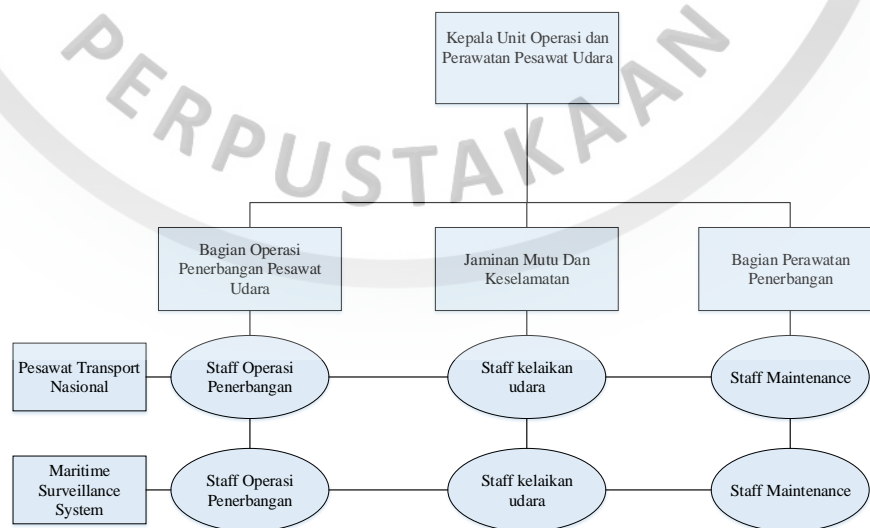 Kepala Unit Operasi dan
Perawatan Pesawat Udara
PERPUSTAKAAN
Bagian Operasi
Penerbangan Pesawat
Udara
Jaminan Mutu Dan
Keselamatan
Bagian Perawatan
Penerbangan
Pesawat Transport
Nasional
Staff Operasi
Penerbangan
Staff kelaikan
udara
Staff Maintenance
Maritime
Surveillance
System
Staff Operasi
Penerbangan
Staff kelaikan
udara
Staff Maintenance